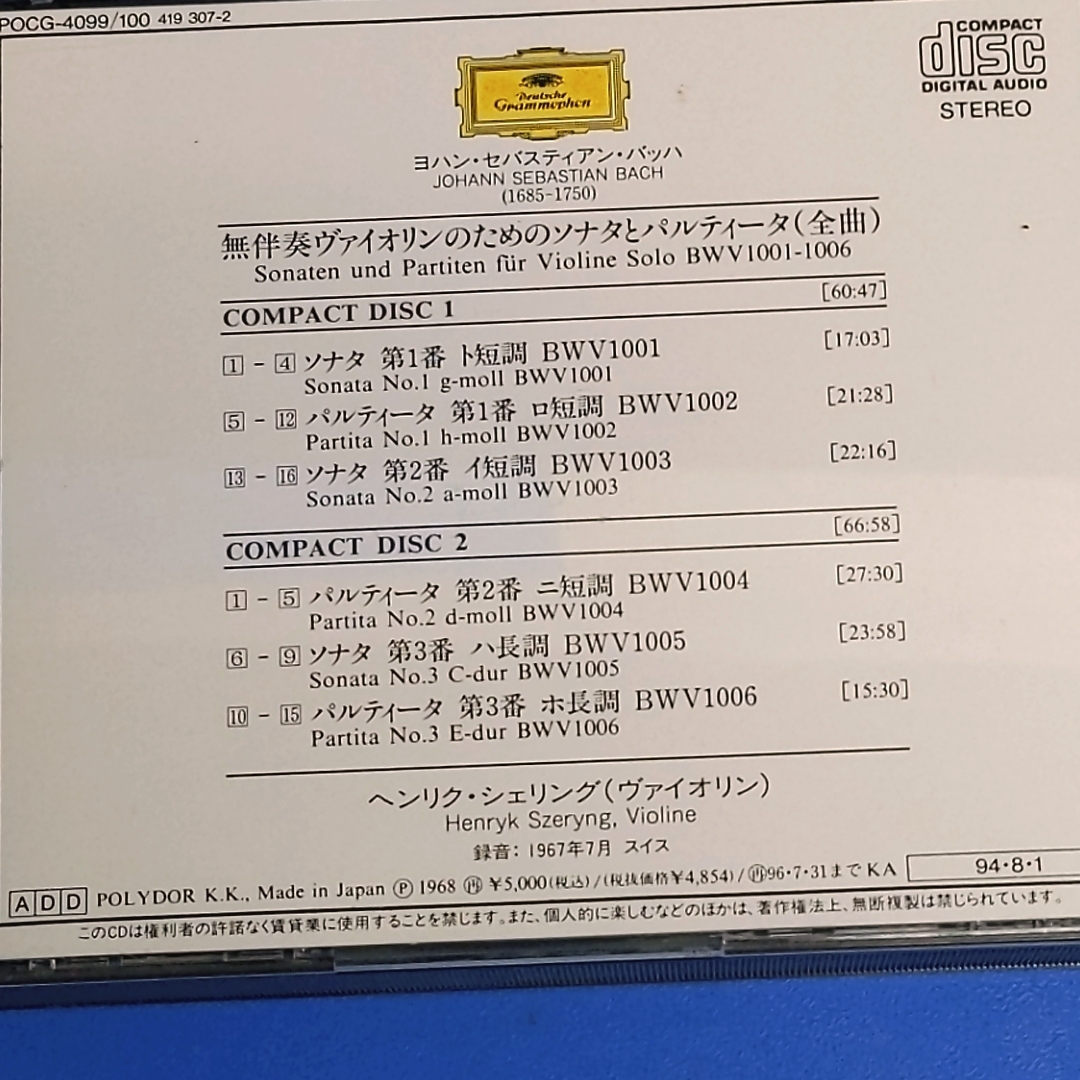 POCG-4099/100 419 307-2
COMPACT
disc
DIGITAL AUDIO
STEREO
Deutsche
Grammophon
ヨハン・セバスティアン・バッハ
JOHANN SEBASTIAN BACH
(1685-1750)
無伴奏ヴァイオリンのためのソナタとパルティータ(全曲)
Sonaten und Partiten für Violine Solo BWV1001-1006
COMPACT DISC 1 [60:47]
1 - 4 ソナタ 第1番 ト短調 BWV1001 [17:03]
Sonata No.1 g-moll BWV1001
5 - 12 パルティータ 第1番 ロ短調 BWV1002 [21:28]
Partita No.1 h-moll BWV1002
13 - 16 ソナタ 第2番 イ短調 BWV1003 [22:16]
Sonata No.2 a-moll BWV1003
COMPACT DISC 2 [66:58]
1 - 5 パルティータ 第2番 ニ短調 BWV1004 [27:30]
Partita No.2 d-moll BWV1004
6 - 9 ソナタ 第3番 ハ長調 BWV1005 [23:58]
Sonata No.3 C-dur BWV1005
10 - 15 パルティータ 第3番 ホ長調 BWV1006 [15:30]
Partita No.3 E-dur BWV1006
ヘンリク・シェリング(ヴァイオリン)
Henryk Szeryng, Violine
録音: 1967年7月 スイス
ADD POLYDOR K.K., Made in Japan Ⓟ 1968 ㊖ ¥5,000(税込)/(税抜価格¥4,854)/㊖96・7・31までKA 94・8・1
このCDは権利者の許諾なく賃貸業に使用することを禁じます。また、個人的に楽しむなどのほかは、著作権法上、無断複製は禁じられています。